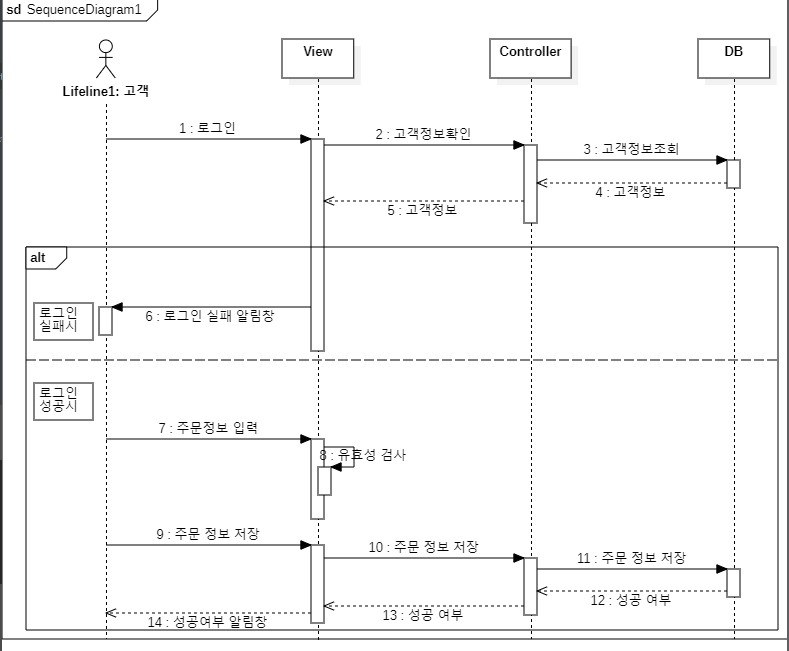 sd SequenceDiagram1
View
Controller
DB
Lifeline1: 고객
1 : 로그인
2 : 고객정보확인
3 : 고객정보조회
4 : 고객정보
5 : 고객정보
alt
로그인
실패시
6 : 로그인 실패 알림창
로그인
성공시
7 : 주문정보 입력
8 : 유효성 검사
9 : 주문 정보 저장
10 : 주문 정보 저장
11 : 주문 정보 저장
12 : 성공 여부
13 : 성공 여부
14 : 성공여부 알림창